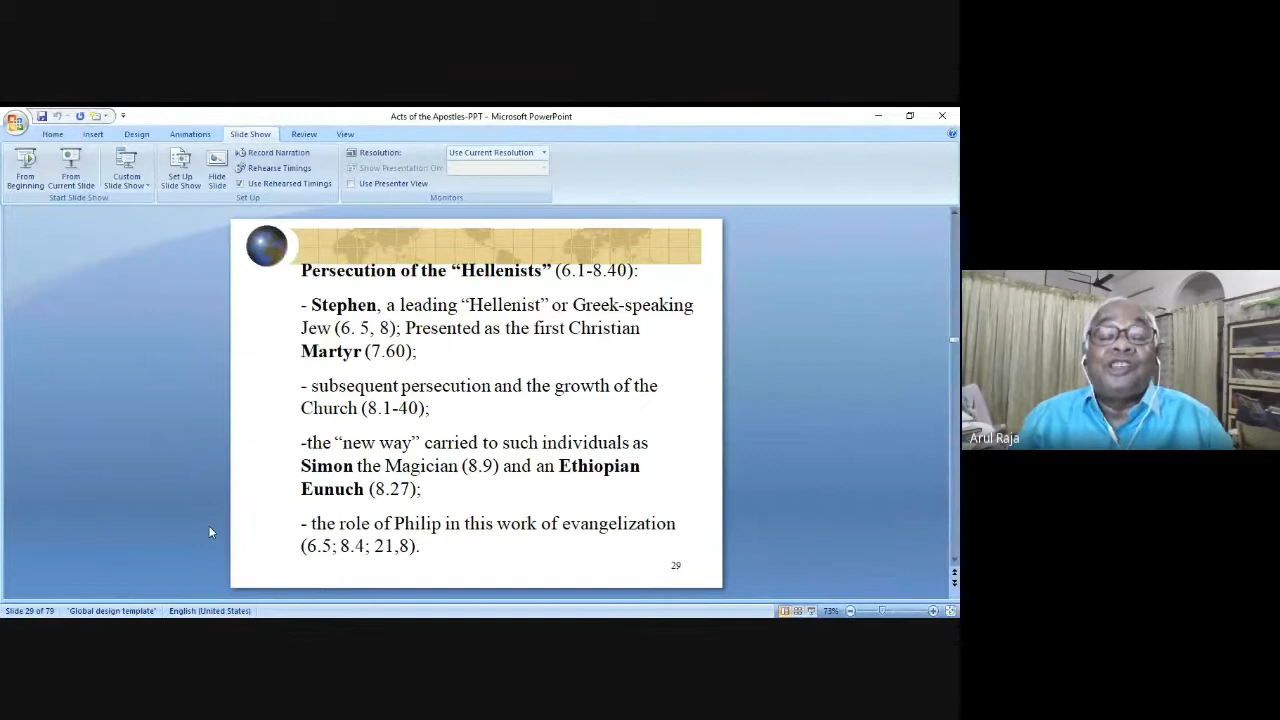 Acts of the Apostles-PPT - Microsoft PowerPoint
Home Insert Design Animations Slide Show Review View
From Beginning
From Current Slide
Custom Slide Show
Start Slide Show
Set Up Slide Show
Hide Slide
Record Narration
Rehearse Timings
Use Rehearsed Timings
Set Up
Resolution: Use Current Resolution
Show Presentation On:
Use Presenter View
Monitors
Persecution of the “Hellenists” (6.1-8.40):
- Stephen, a leading “Hellenist” or Greek-speaking
Jew (6. 5, 8); Presented as the first Christian
Martyr (7.60);
- subsequent persecution and the growth of the
Church (8.1-40);
-the “new way” carried to such individuals as
Simon the Magician (8.9) and an Ethiopian
Eunuch (8.27);
- the role of Philip in this work of evangelization
(6.5; 8.4; 21,8).
29
Arul Raja
Slide 29 of 79 "Global design template" English (United States) 73%